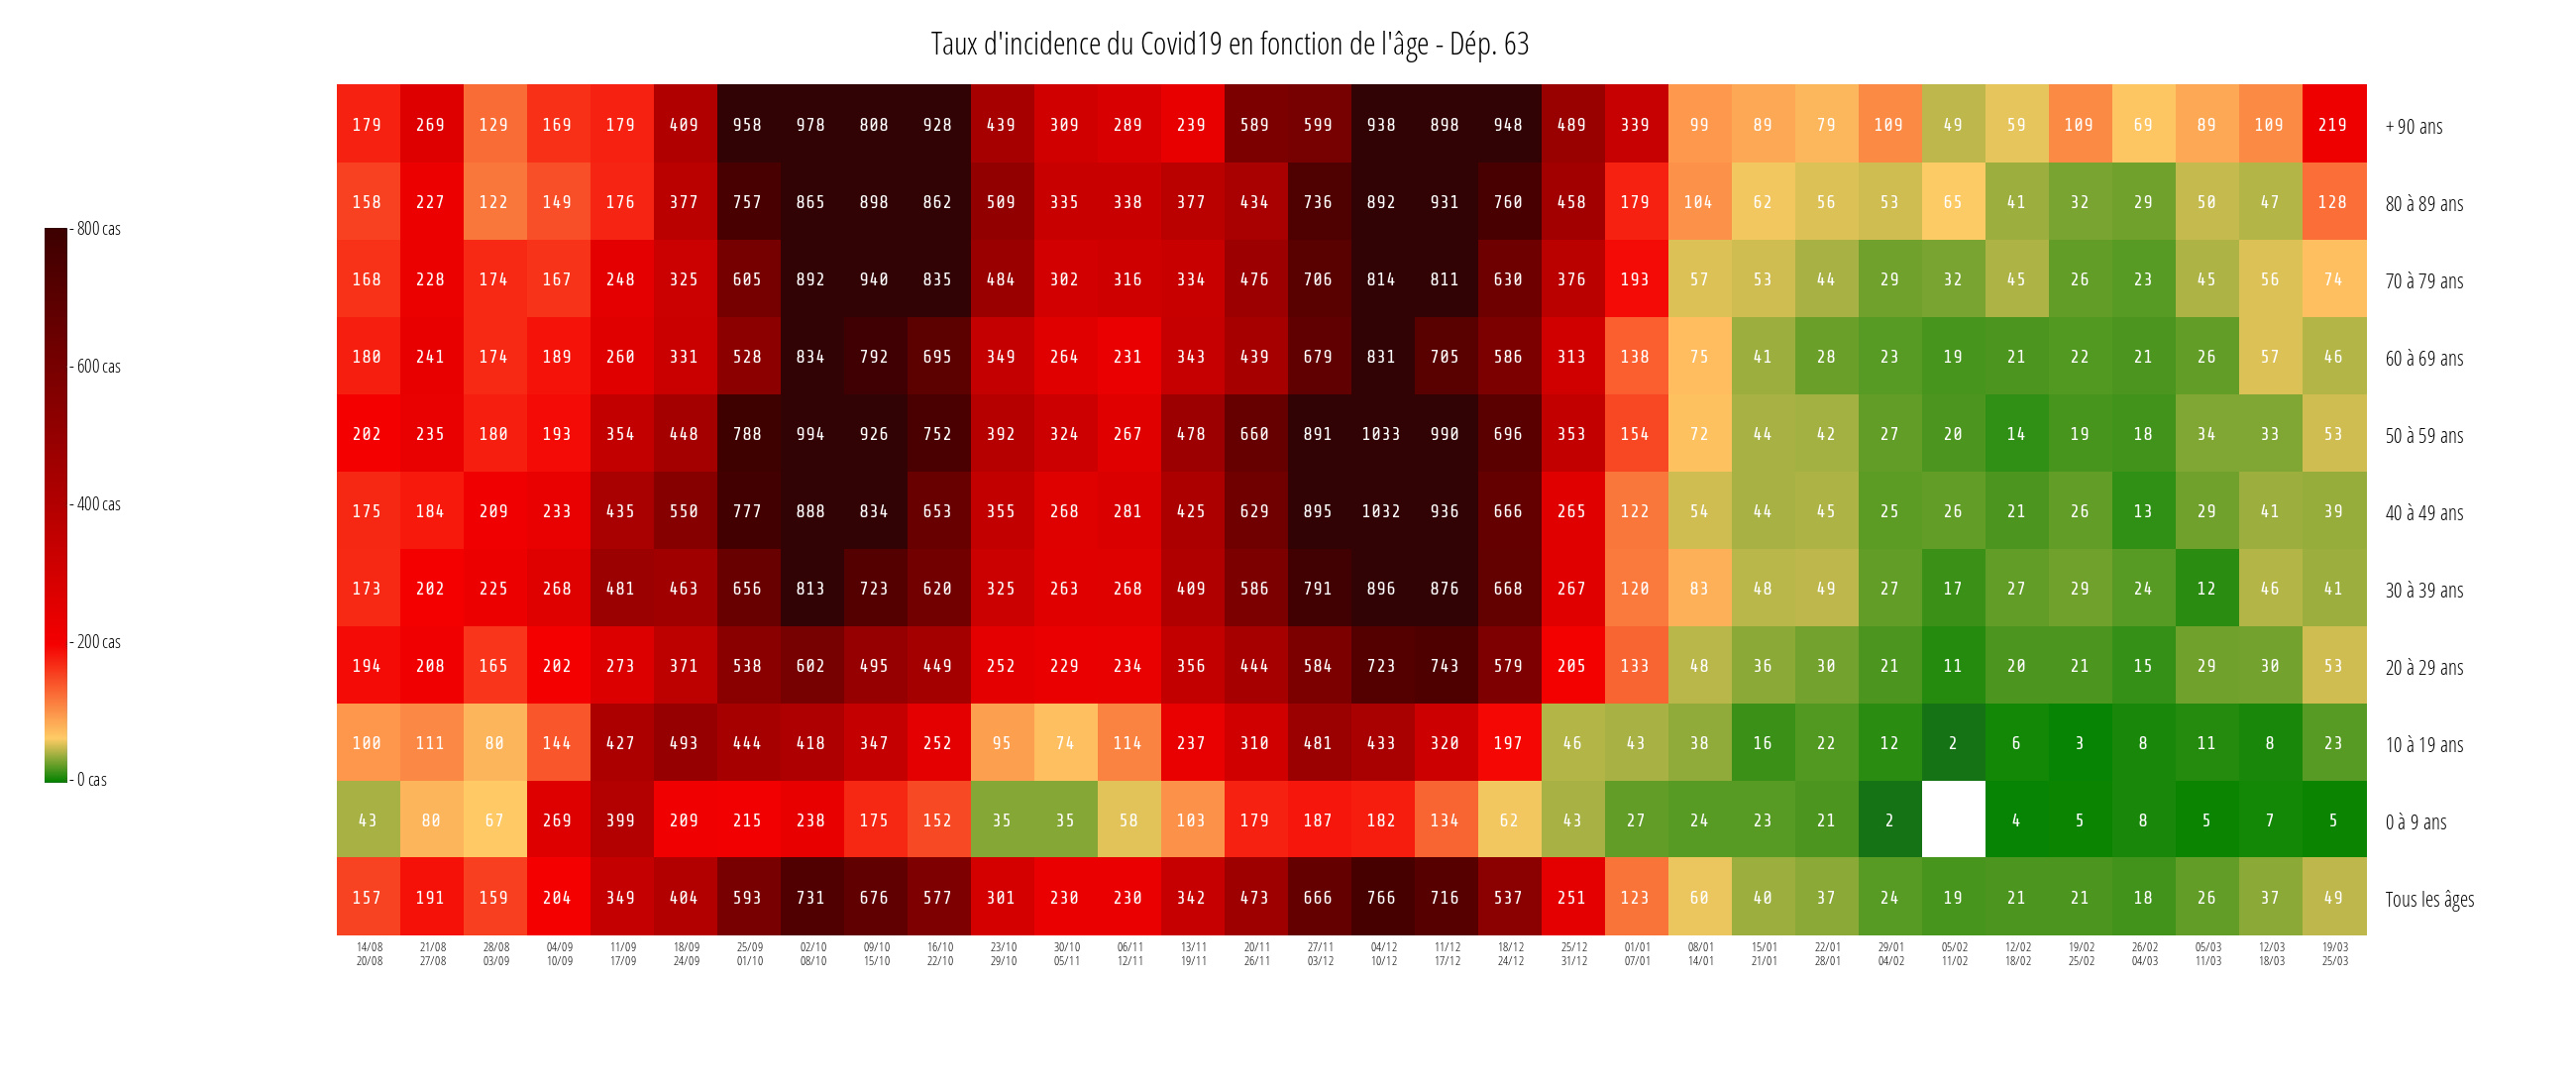 Taux d'incidence du Covid19 en fonction de l'âge - Dép. 63
- 800 cas
- 600 cas
- 400 cas
- 200 cas
- 0 cas
179 269 129 169 179 409 958 978 808 928 439 309 289 239 589 599 938 898 948 489 339 99 89 79 109 49 59 109 69 89 109 219 + 90 ans
158 227 122 149 176 377 757 865 898 862 509 335 338 377 434 736 892 931 760 458 179 104 62 56 53 65 41 32 29 50 47 128 80 à 89 ans
168 228 174 167 248 325 605 892 940 835 484 302 316 334 476 706 814 811 630 376 193 57 53 44 29 32 45 26 23 45 56 74 70 à 79 ans
180 241 174 189 260 331 528 834 792 695 349 264 231 343 439 679 831 705 586 313 138 75 41 28 23 19 21 22 21 26 57 46 60 à 69 ans
202 235 180 193 354 448 788 994 926 752 392 324 267 478 660 891 1033 990 696 353 154 72 44 42 27 20 14 19 18 34 33 53 50 à 59 ans
175 184 209 233 435 550 777 888 834 653 355 268 281 425 629 895 1032 936 666 265 122 54 44 45 25 26 21 26 13 29 41 39 40 à 49 ans
173 202 225 268 481 463 656 813 723 620 325 263 268 409 586 791 896 876 668 267 120 83 48 49 27 17 27 29 24 12 46 41 30 à 39 ans
194 208 165 202 273 371 538 602 495 449 252 229 234 356 444 584 723 743 579 205 133 48 36 30 21 11 20 21 15 29 30 53 20 à 29 ans
100 111 80 144 427 493 444 418 347 252 95 74 114 237 310 481 433 320 197 46 43 38 16 22 12 2 6 3 8 11 8 23 10 à 19 ans
43 80 67 269 399 209 215 238 175 152 35 35 58 103 179 187 182 134 62 43 27 24 23 21 2 4 5 8 5 7 5 0 à 9 ans
157 191 159 204 349 404 593 731 676 577 301 230 230 342 473 666 766 716 537 251 123 60 40 37 24 19 21 21 18 26 37 49 Tous les âges
14/08 21/08 28/08 04/09 11/09 18/09 25/09 02/10 09/10 16/10 23/10 30/10 06/11 13/11 20/11 27/11 04/12 11/12 18/12 25/12 01/01 08/01 15/01 22/01 29/01 05/02 12/02 19/02 26/02 05/03 12/03 19/03
20/08 27/08 03/09 10/09 17/09 24/09 01/10 08/10 15/10 22/10 29/10 05/11 12/11 19/11 26/11 03/12 10/12 17/12 24/12 31/12 07/01 14/01 21/01 28/01 04/02 11/02 18/02 25/02 04/03 11/03 18/03 25/03